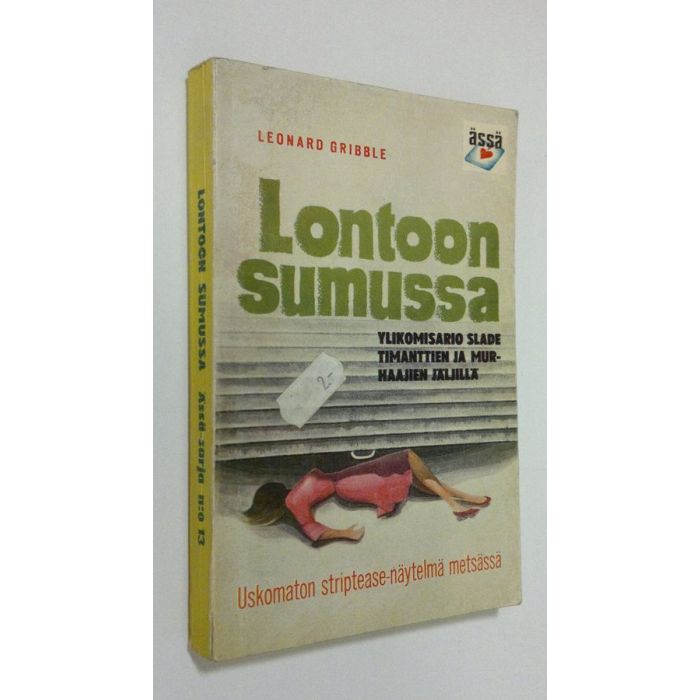 LEONARD GRIBBLE
ässä
Lontoon
sumussa
YLIKOMISARIO SLADE
TIMANTTIEN JA MUR-
HAAJIEN JÄLJILLÄ
2-
Uskomaton striptease-näytelmä metsässä
LONTOON SUMUSSA Ässä-sarja n:o 13